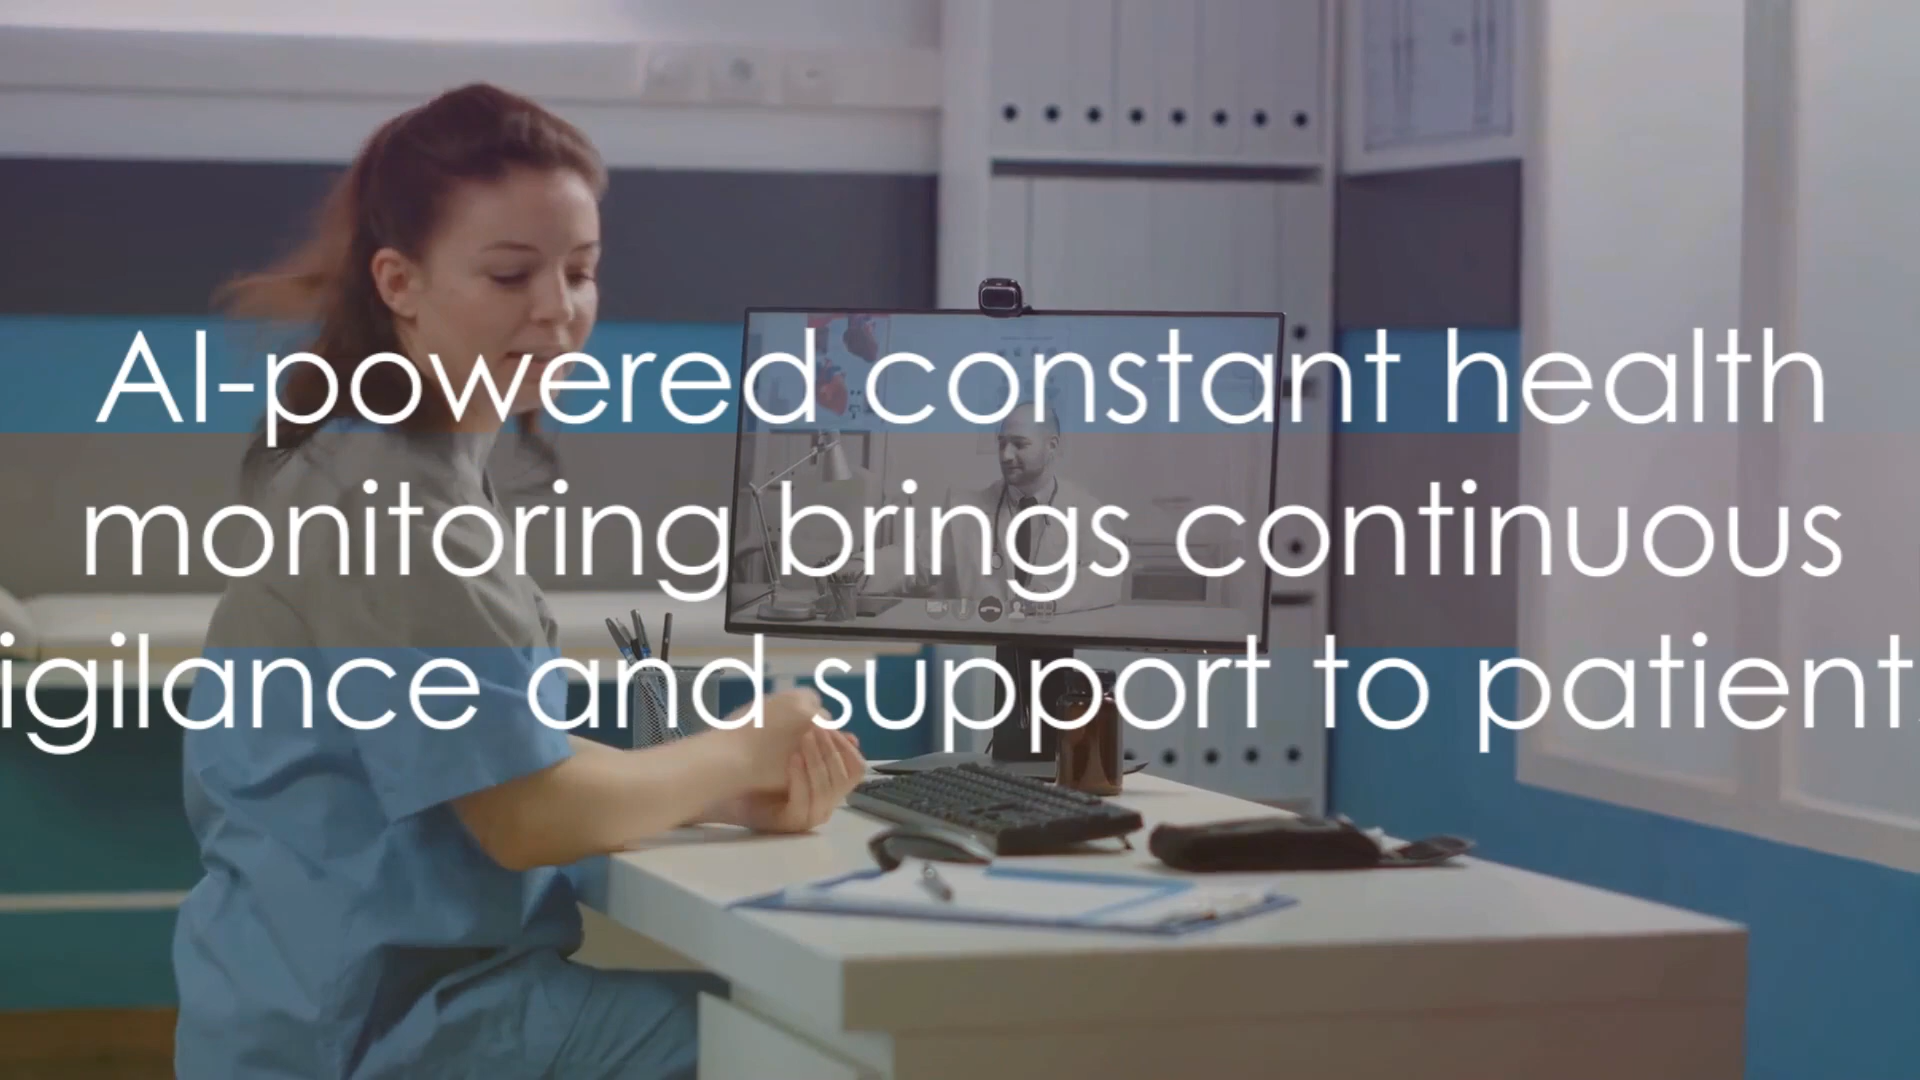 AI-powered constant health
monitoring brings continuous
igilance and support to patient